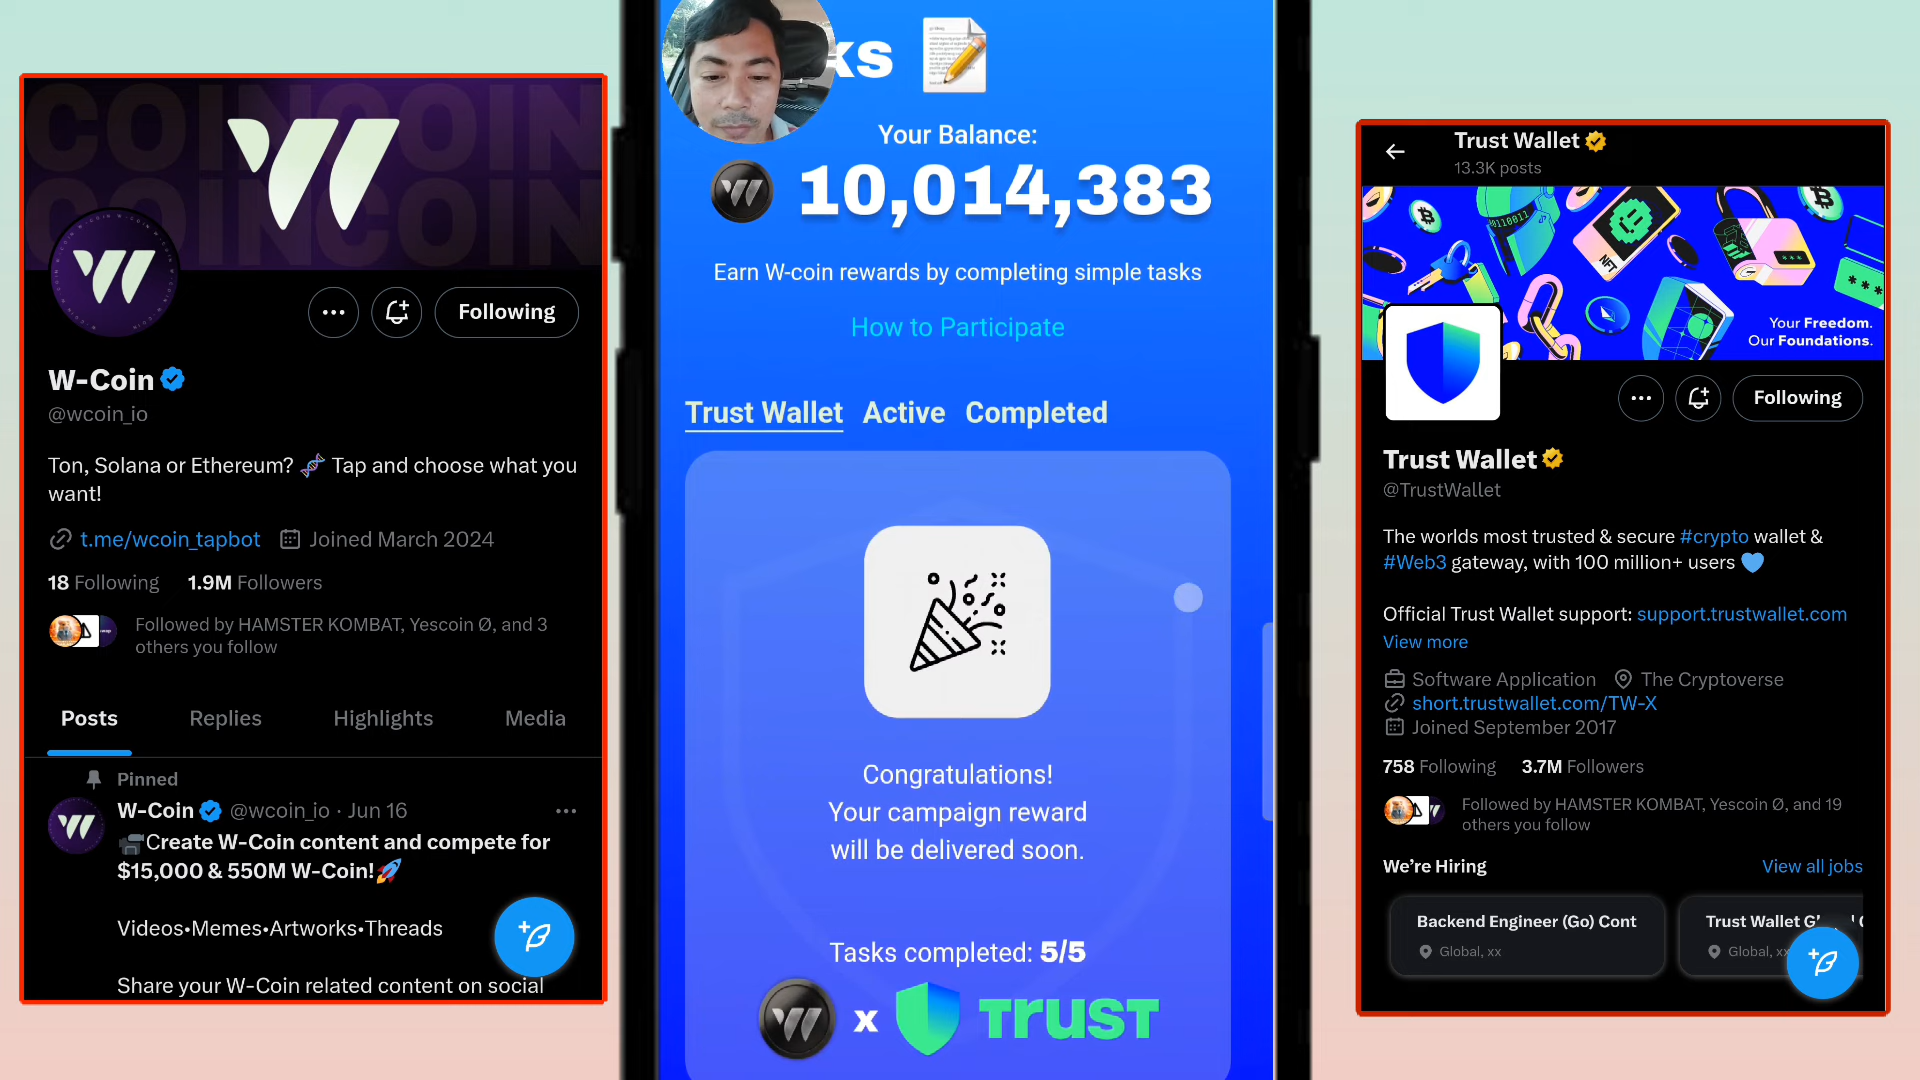 COIN COIN
COIN COIN
Following
W-Coin
@wcoin_io
Ton, Solana or Ethereum? 🧬 Tap and choose what you
want!
t.me/wcoin_tapbot Joined March 2024
18 Following 1.9M Followers
Followed by HAMSTER KOMBAT, Yescoin Ø, and 3
others you follow
Posts Replies Highlights Media
Pinned
W-Coin @wcoin_io · Jun 16
Create W-Coin content and compete for
$15,000 & 550M W-Coin!🚀
Videos•Memes•Artworks•Threads
Share your W-Coin related content on social
ks 📝
Your Balance:
10,014,383
Earn W-coin rewards by completing simple tasks
How to Participate
Trust Wallet Active Completed
Congratulations!
Your campaign reward
will be delivered soon.
Tasks completed: 5/5
x TRUST
Trust Wallet
13.3K posts
NFT
Your Freedom.
Our Foundations.
Following
Trust Wallet
@TrustWallet
The worlds most trusted & secure #crypto wallet &
#Web3 gateway, with 100 million+ users 💙
Official Trust Wallet support: support.trustwallet.com
View more
Software Application The Cryptoverse
short.trustwallet.com/TW-X
Joined September 2017
758 Following 3.7M Followers
Followed by HAMSTER KOMBAT, Yescoin Ø, and 19
others you follow
We're Hiring View all jobs
Backend Engineer (Go) Cont
Global, xx
Trust Wallet
Global, xx